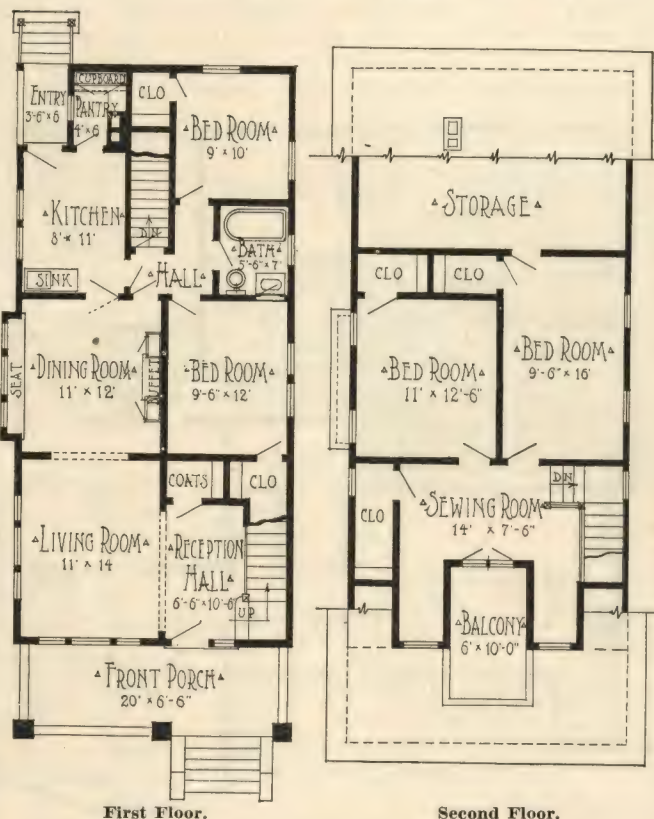 ENTRY
3'-6" x 6
CUPBOARD
PANTRY
4' x 6
CLO
BED ROOM
9' x 10'
KITCHEN
8' x 11'
DN
BATH
5'-6" x 7'
HALL
SINK
SEAT
DINING ROOM
11' x 12'
BUFFET
BED ROOM
9'-6" x 12'
COATS
CLO
LIVING ROOM
11' x 14
RECEPTION
HALL
6'-6" x 10'-6"
UP
FRONT PORCH
20' x 6'-6"
First Floor.
STORAGE
CLO
CLO
BED ROOM
11' x 12'-6"
BED ROOM
9'-6" x 16'
DN
SEWING ROOM
14' x 7'-6"
CLO
BALCONY
6' x 10'-0"
Second Floor.